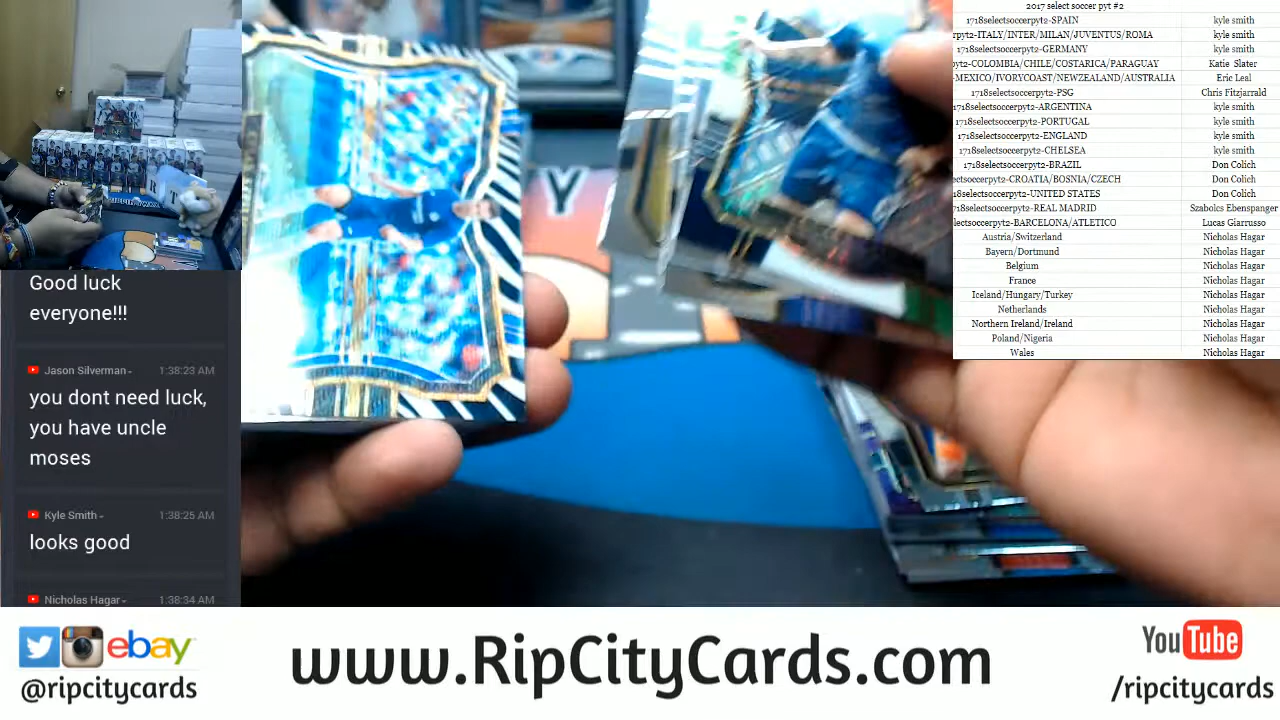 Good luck
everyone!!!
Jason Silverman
1:38:23 AM
you dont need luck,
you have uncle
moses
Kyle Smith
1:38:25 AM
looks good
Nicholas Hagar
1:38:34 AM
Y
2017 select soccer pyt #2
1718selectsoccerpyt2-SPAIN kyle smith
pyt2-ITALY/INTER/MILAN/JUVENTUS/ROMA kyle smith
1718selectsoccerpyt2-GERMANY kyle smith
pyt2-COLOMBIA/CHILE/COSTARICA/PARAGUAY Katie Slater
MEXICO/IVORYCOAST/NEWZEALAND/AUSTRALIA Eric Leal
1718selectsoccerpyt2-PSG Chris Fitzjarrald
1718selectsoccerpyt2-ARGENTINA kyle smith
1718selectsoccerpyt2-PORTUGAL kyle smith
1718selectsoccerpyt2-ENGLAND kyle smith
1718selectsoccerpyt2-CHELSEA kyle smith
1718selectsoccerpyt2-BRAZIL Don Colich
ectsoccerpyt2-CROATIA/BOSNIA/CZECH Don Colich
18selectsoccerpyt2-UNITED STATES Don Colich
718selectsoccerpyt2-REAL MADRID Szabolcs Ebenspanger
ectsoccerpyt2-BARCELONA/ATLETICO Lucas Giarrusso
Austria/Switzerland Nicholas Hagar
Bayern/Dortmund Nicholas Hagar
Belgium Nicholas Hagar
France Nicholas Hagar
Iceland/Hungary/Turkey Nicholas Hagar
Netherlands Nicholas Hagar
Northern Ireland/Ireland Nicholas Hagar
Poland/Nigeria Nicholas Hagar
Wales Nicholas Hagar
ebay
@ripcitycards
www.RipCityCards.com
YouTube
/ripcitycards